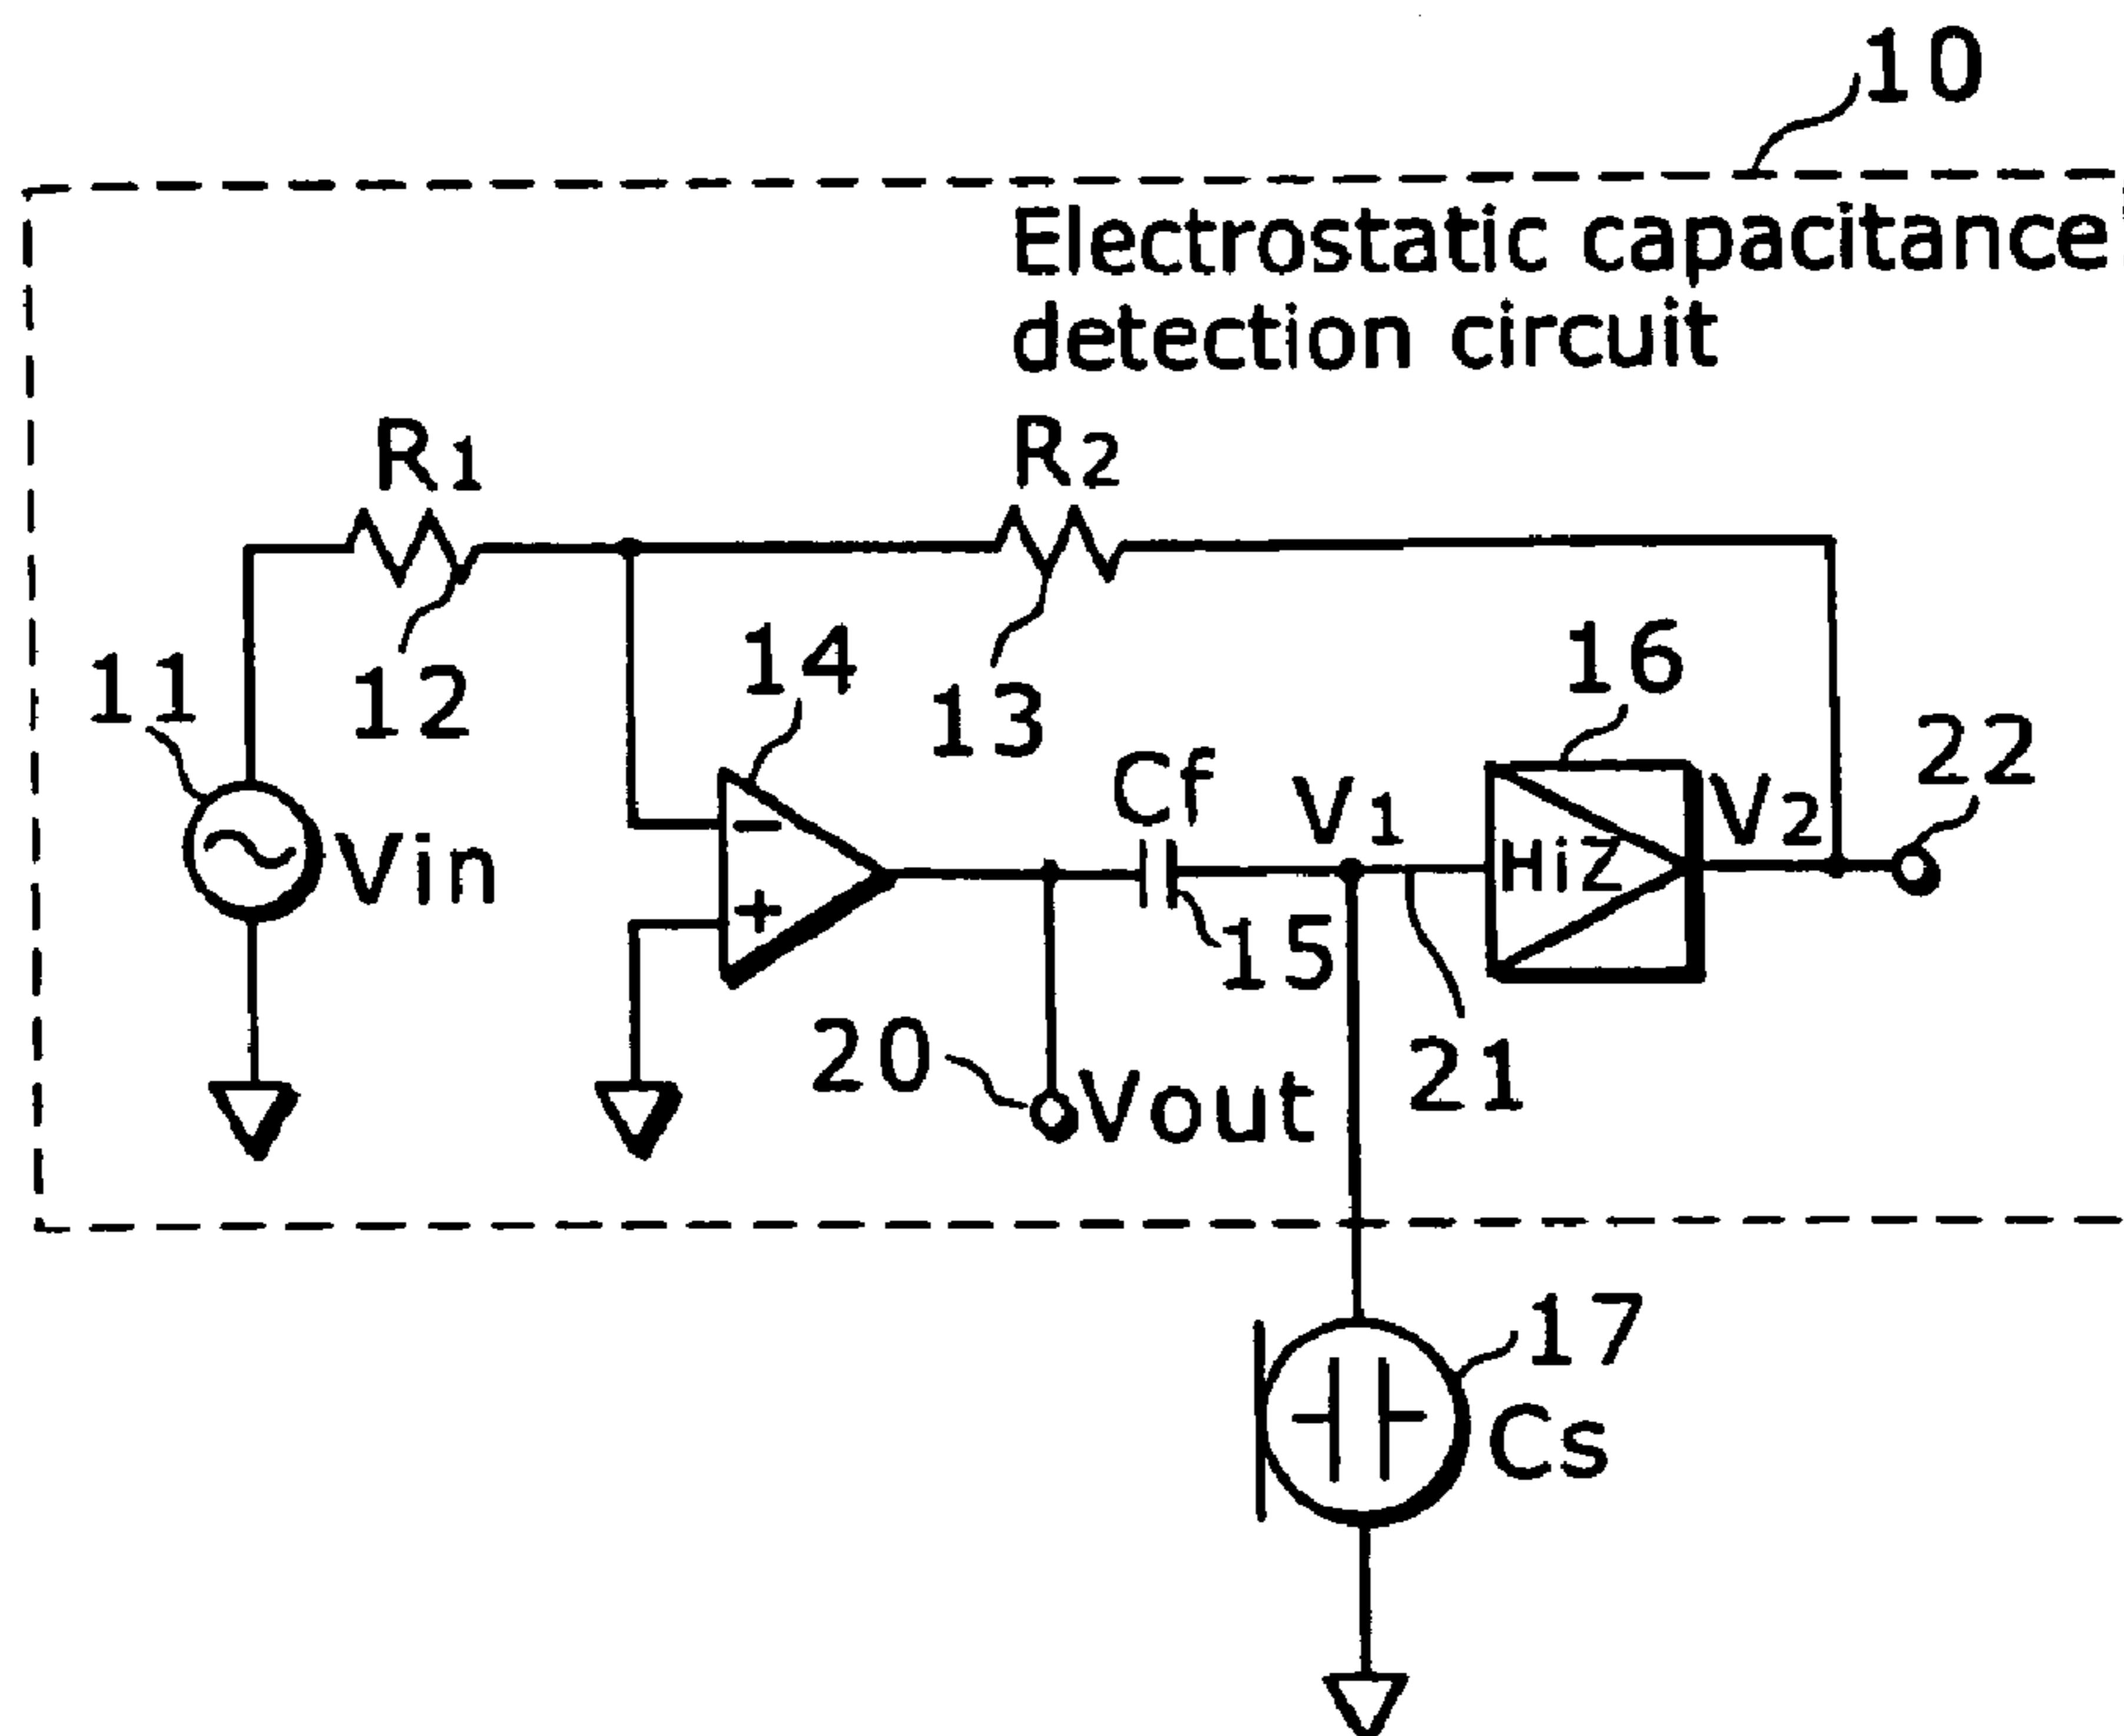 10
Electrostatic capacitance
detection circuit
R1
R2
11
12
14
13
16
22
Cf
V1
V2
Vin
HiZ
−
+
15
20
Vout
21
17
Cs